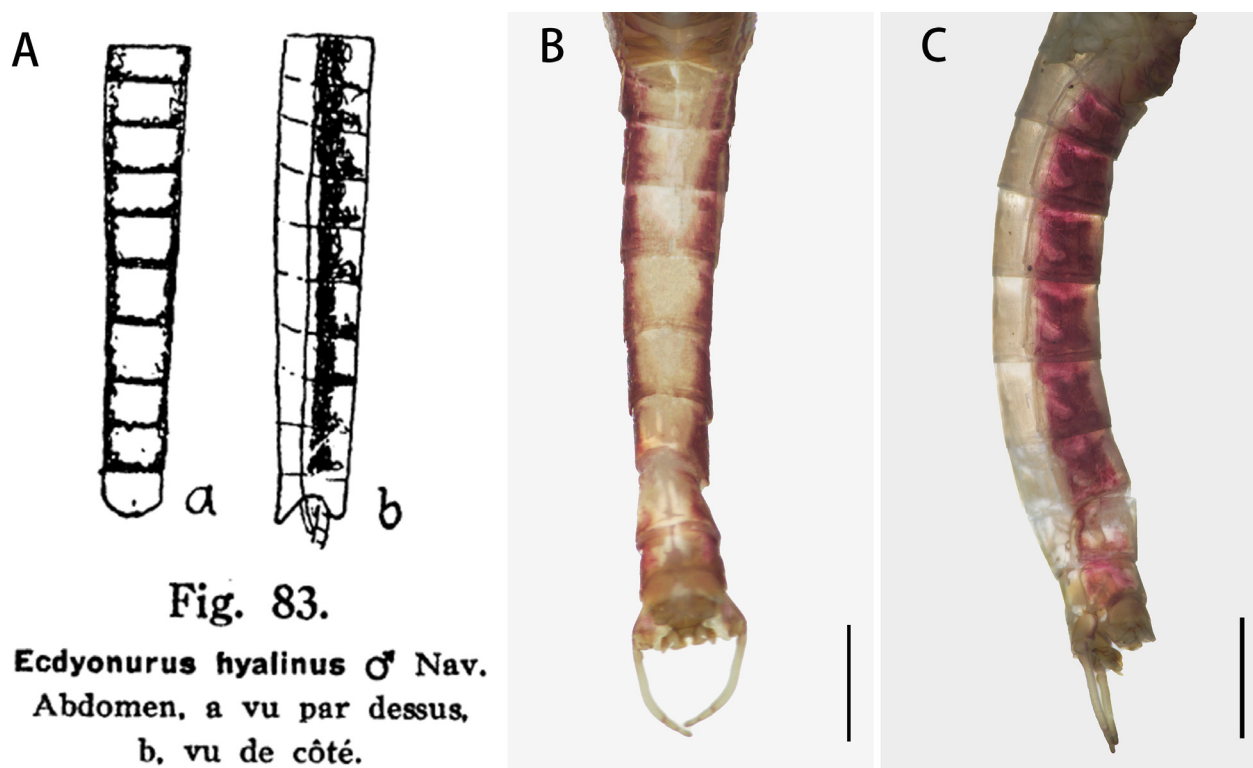 A
B
C
a
b
Fig. 83.
Ecdyonurus hyalinus ♂ Nav.
Abdomen, a vu par dessus,
b, vu de côté.